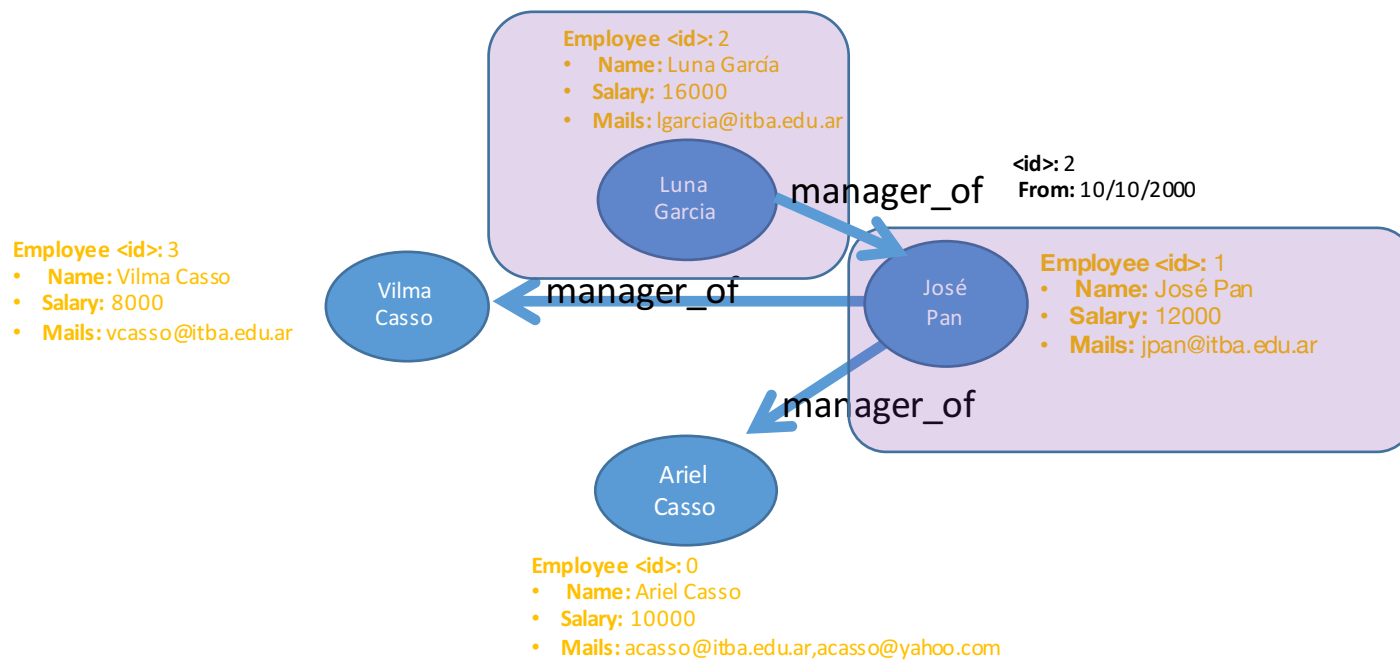 Employee <id>: 2
• Name: Luna García
• Salary: 16000
• Mails: lgarcia@itba.edu.ar
Luna
Garcia
manager_of
<id>: 2
From: 10/10/2000
Employee <id>: 3
• Name: Vilma Casso
• Salary: 8000
• Mails: vcasso@itba.edu.ar
Vilma
Casso
manager_of
José
Pan
Employee <id>: 1
• Name: José Pan
• Salary: 12000
• Mails: jpan@itba.edu.ar
manager_of
Ariel
Casso
Employee <id>: 0
• Name: Ariel Casso
• Salary: 10000
• Mails: acasso@itba.edu.ar,acasso@yahoo.com